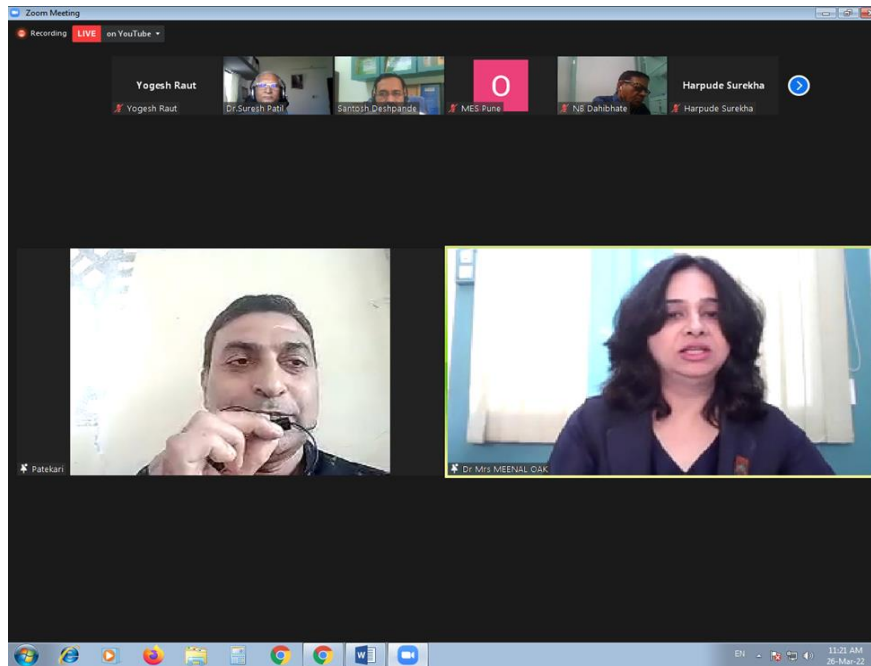 Zoom Meeting
Recording LIVE on YouTube
Yogesh Raut
Yogesh Raut
Dr.Suresh Patil
Santosh Deshpande
O
MES Pune
NB Dahibhate
Harpude Surekha
Harpude Surekha
Patekari
Dr Mrs MEENAL OAK
EN
11:21 AM
26-Mar-22